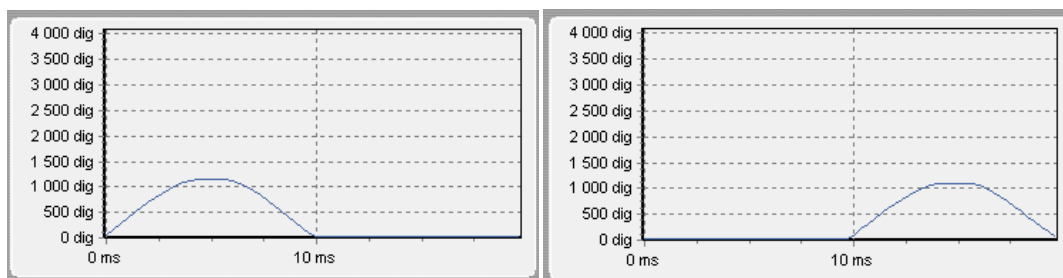 4 000 dig
3 500 dig
3 000 dig
2 500 dig
2 000 dig
1 500 dig
1 000 dig
500 dig
0 dig
0 ms
10 ms
4 000 dig
3 500 dig
3 000 dig
2 500 dig
2 000 dig
1 500 dig
1 000 dig
500 dig
0 dig
0 ms
10 ms